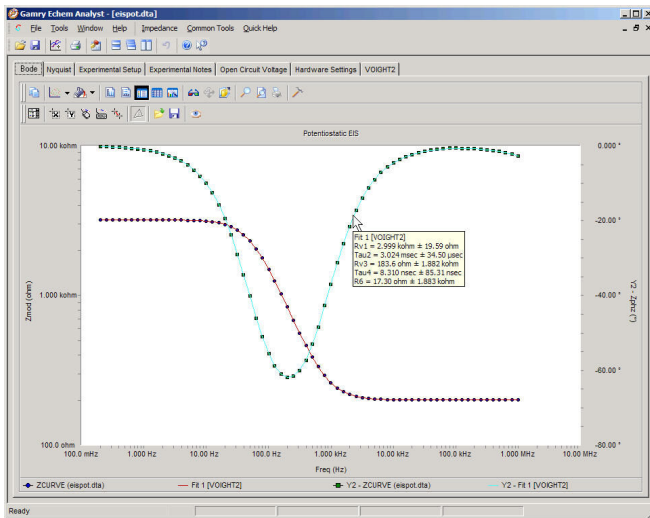 Gamry Echem Analyst - [eispot.dta]
File Tools Window Help Impedance Common Tools Quick Help
Bode Nyquist Experimental Setup Experimental Notes Open Circuit Voltage Hardware Settings VOIGHT2
Potentiostatic EIS
10.00 kohm
1.000 kohm
100.0 ohm
Zmod (ohm)
0.000 °
-20.00 °
-40.00 °
-60.00 °
-80.00 °
Y2 - Zphz (°)
Fit 1 [VOIGHT2]
Rv1 = 2.999 kohm ± 19.59 ohm
Tau2 = 3.024 msec ± 34.50 µsec
Rv3 = 183.6 ohm ± 1.882 kohm
Tau4 = 8.310 nsec ± 85.31 nsec
R6 = 17.30 ohm ± 1.883 kohm
100.0 mHz 1.000 Hz 10.00 Hz 100.0 Hz 1.000 kHz 10.00 kHz 100.0 kHz 1.000 MHz 10.00 MHz
Freq (Hz)
ZCURVE (eispot.dta) Fit 1 [VOIGHT2] Y2 - ZCURVE (eispot.dta) Y2 - Fit 1 [VOIGHT2]
Ready